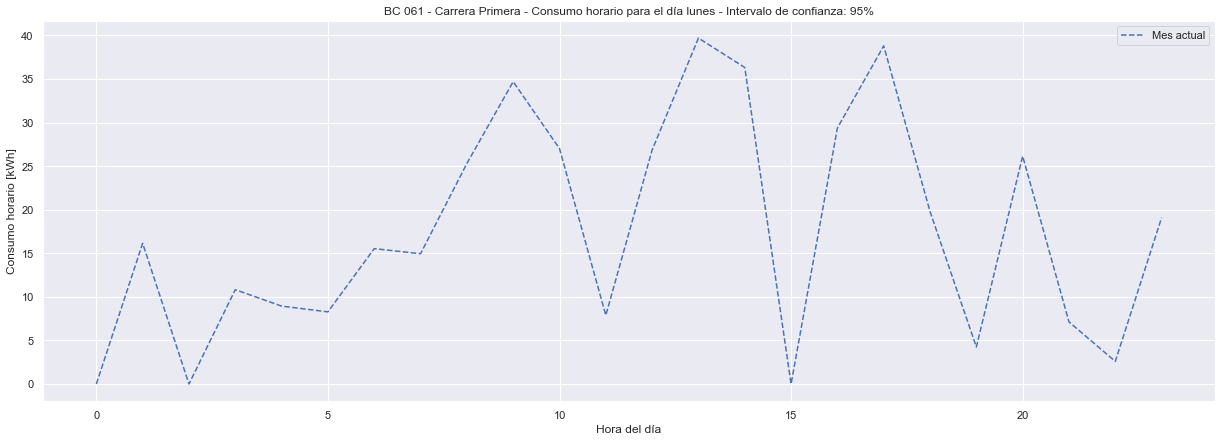 BC 061 - Carrera Primera - Consumo horario para el día lunes - Intervalo de confianza: 95%
Mes actual
Consumo horario [kWh]
40
35
30
25
20
15
10
5
0
0 5 10 15 20
Hora del día